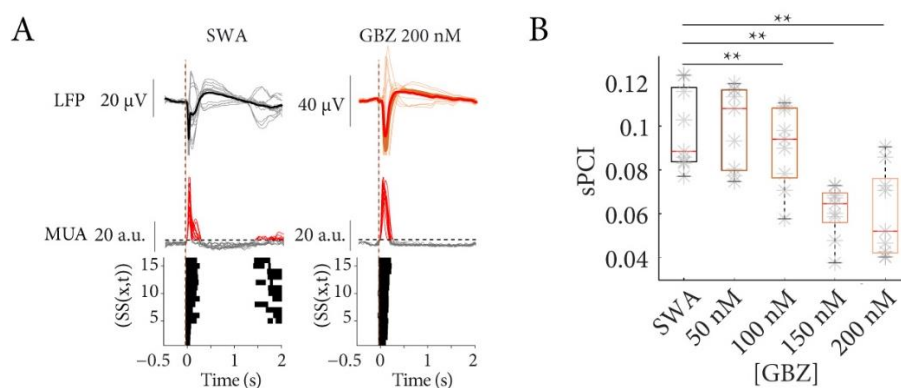 A
SWA
GBZ 200 nM
LFP
20 µV
40 µV
MUA
20 a.u.
20 a.u.
(SS(x,t))
15
10
5
(SS(x,t))
15
10
5
−0.5 0 1 2
Time (s)
−0.5 0 1 2
Time (s)
B
**
**
**
sPCI
0.12
0.1
0.08
0.06
0.04
SWA
50 nM
100 nM
150 nM
200 nM
[GBZ]